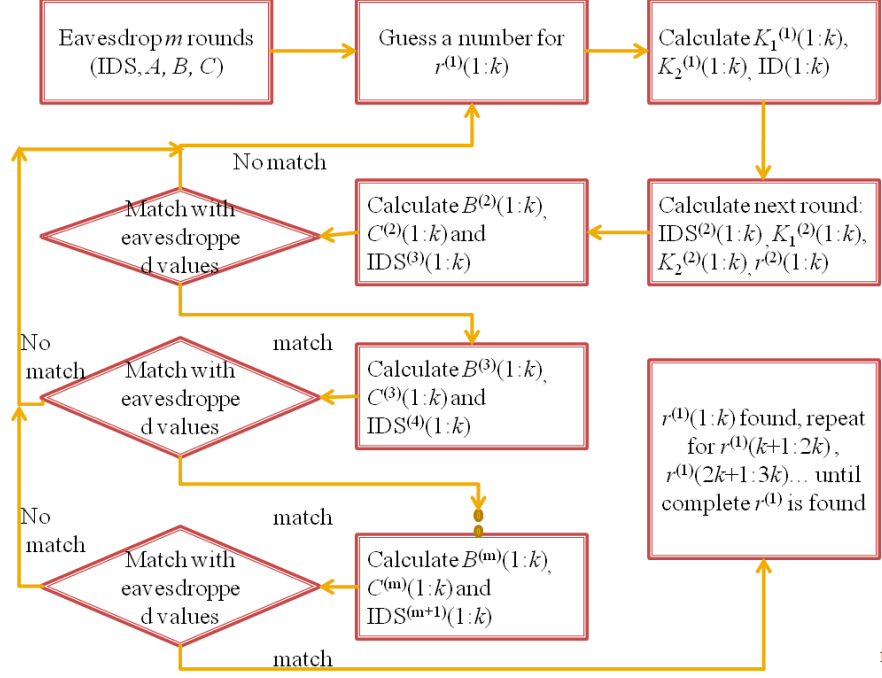 Eavesdrop m rounds
(IDS, A, B, C)
Guess a number for
r⁽¹⁾(1:k)
Calculate K₁⁽¹⁾(1:k),
K₂⁽¹⁾(1:k), ID(1:k)
No match
Match with
eavesdroppe
d values
Calculate B⁽²⁾(1:k),
C⁽²⁾(1:k) and
IDS⁽³⁾(1:k)
Calculate next round:
IDS⁽²⁾(1:k), K₁⁽²⁾(1:k),
K₂⁽²⁾(1:k), r⁽²⁾(1:k)
No
match
match
Match with
eavesdroppe
d values
Calculate B⁽³⁾(1:k),
C⁽³⁾(1:k) and
IDS⁽⁴⁾(1:k)
r⁽¹⁾(1:k) found, repeat
for r⁽¹⁾(k+1:2k) ,
r⁽¹⁾(2k+1:3k)... until
complete r⁽¹⁾ is found
No
match
match
Match with
eavesdroppe
d values
Calculate B⁽ᵐ⁾(1:k),
C⁽ᵐ⁾(1:k) and
IDS⁽ᵐ⁺¹⁾(1:k)
match